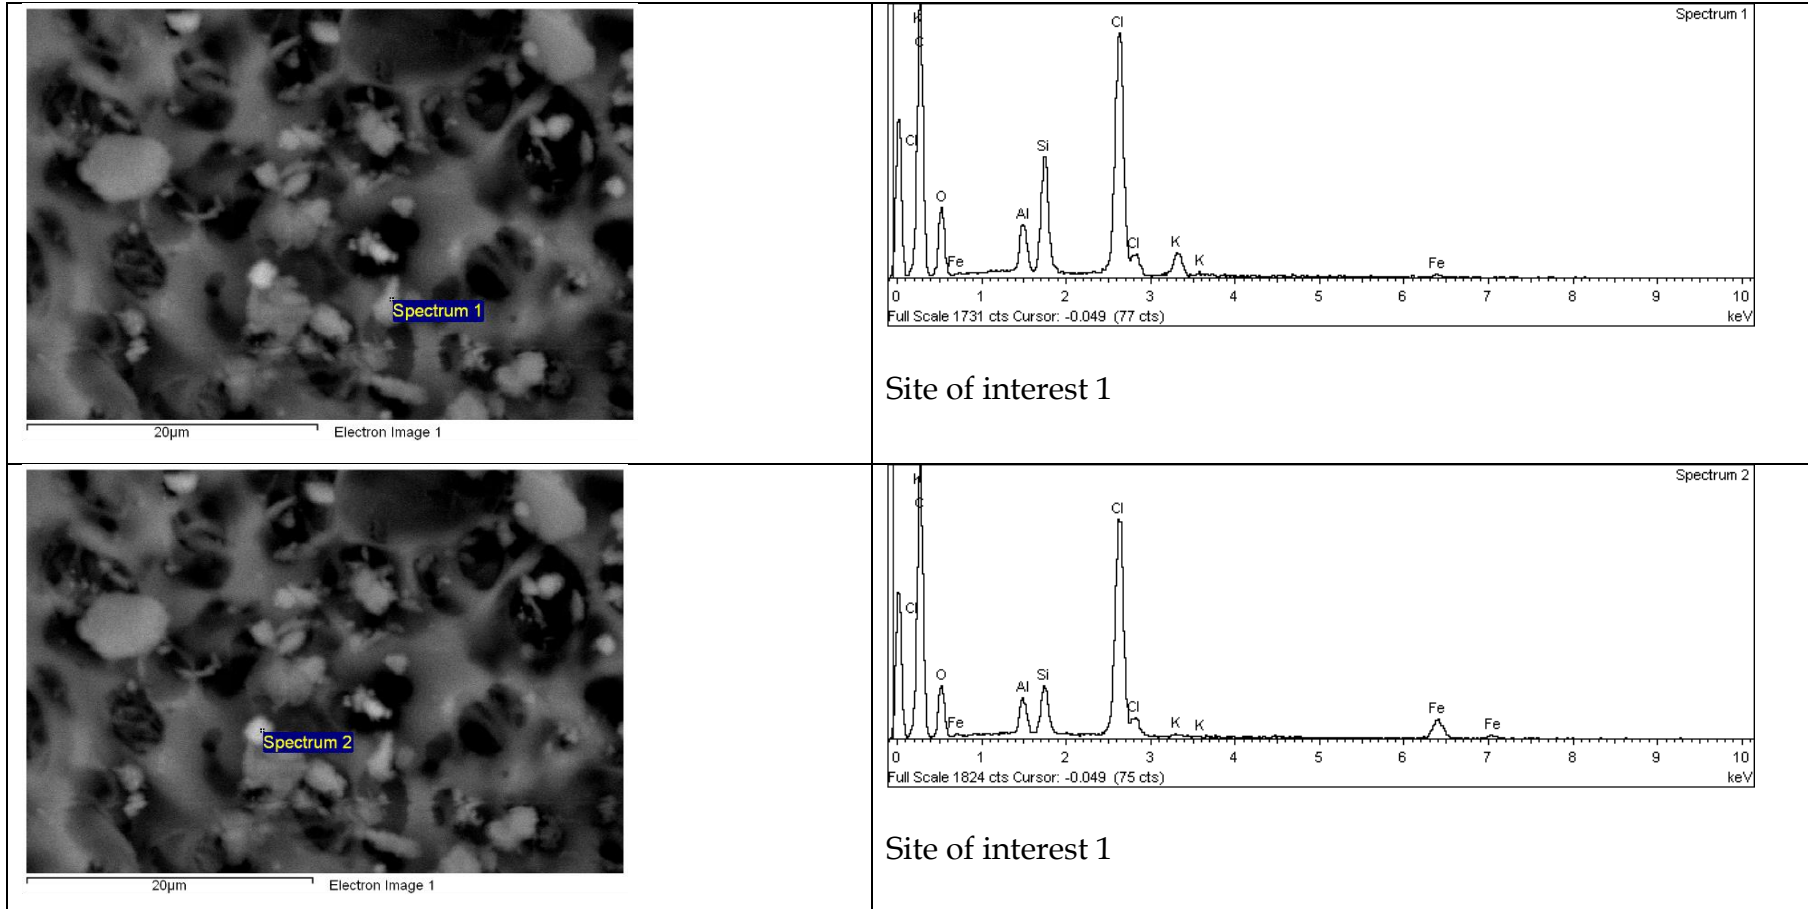 Spectrum 1
20µm
Electron Image 1
Spectrum 1
K
C
Cl
Cl
O
Fe
Al
Si
Cl
K
K
Fe
0 1 2 3 4 5 6 7 8 9 10
Full Scale 1731 cts Cursor: -0.049 (77 cts)
keV
Site of interest 1
Spectrum 2
20µm
Electron Image 1
Spectrum 2
K
C
Cl
Cl
O
Fe
Al
Si
Cl
K
K
Fe
Fe
0 1 2 3 4 5 6 7 8 9 10
Full Scale 1824 cts Cursor: -0.049 (75 cts)
keV
Site of interest 1